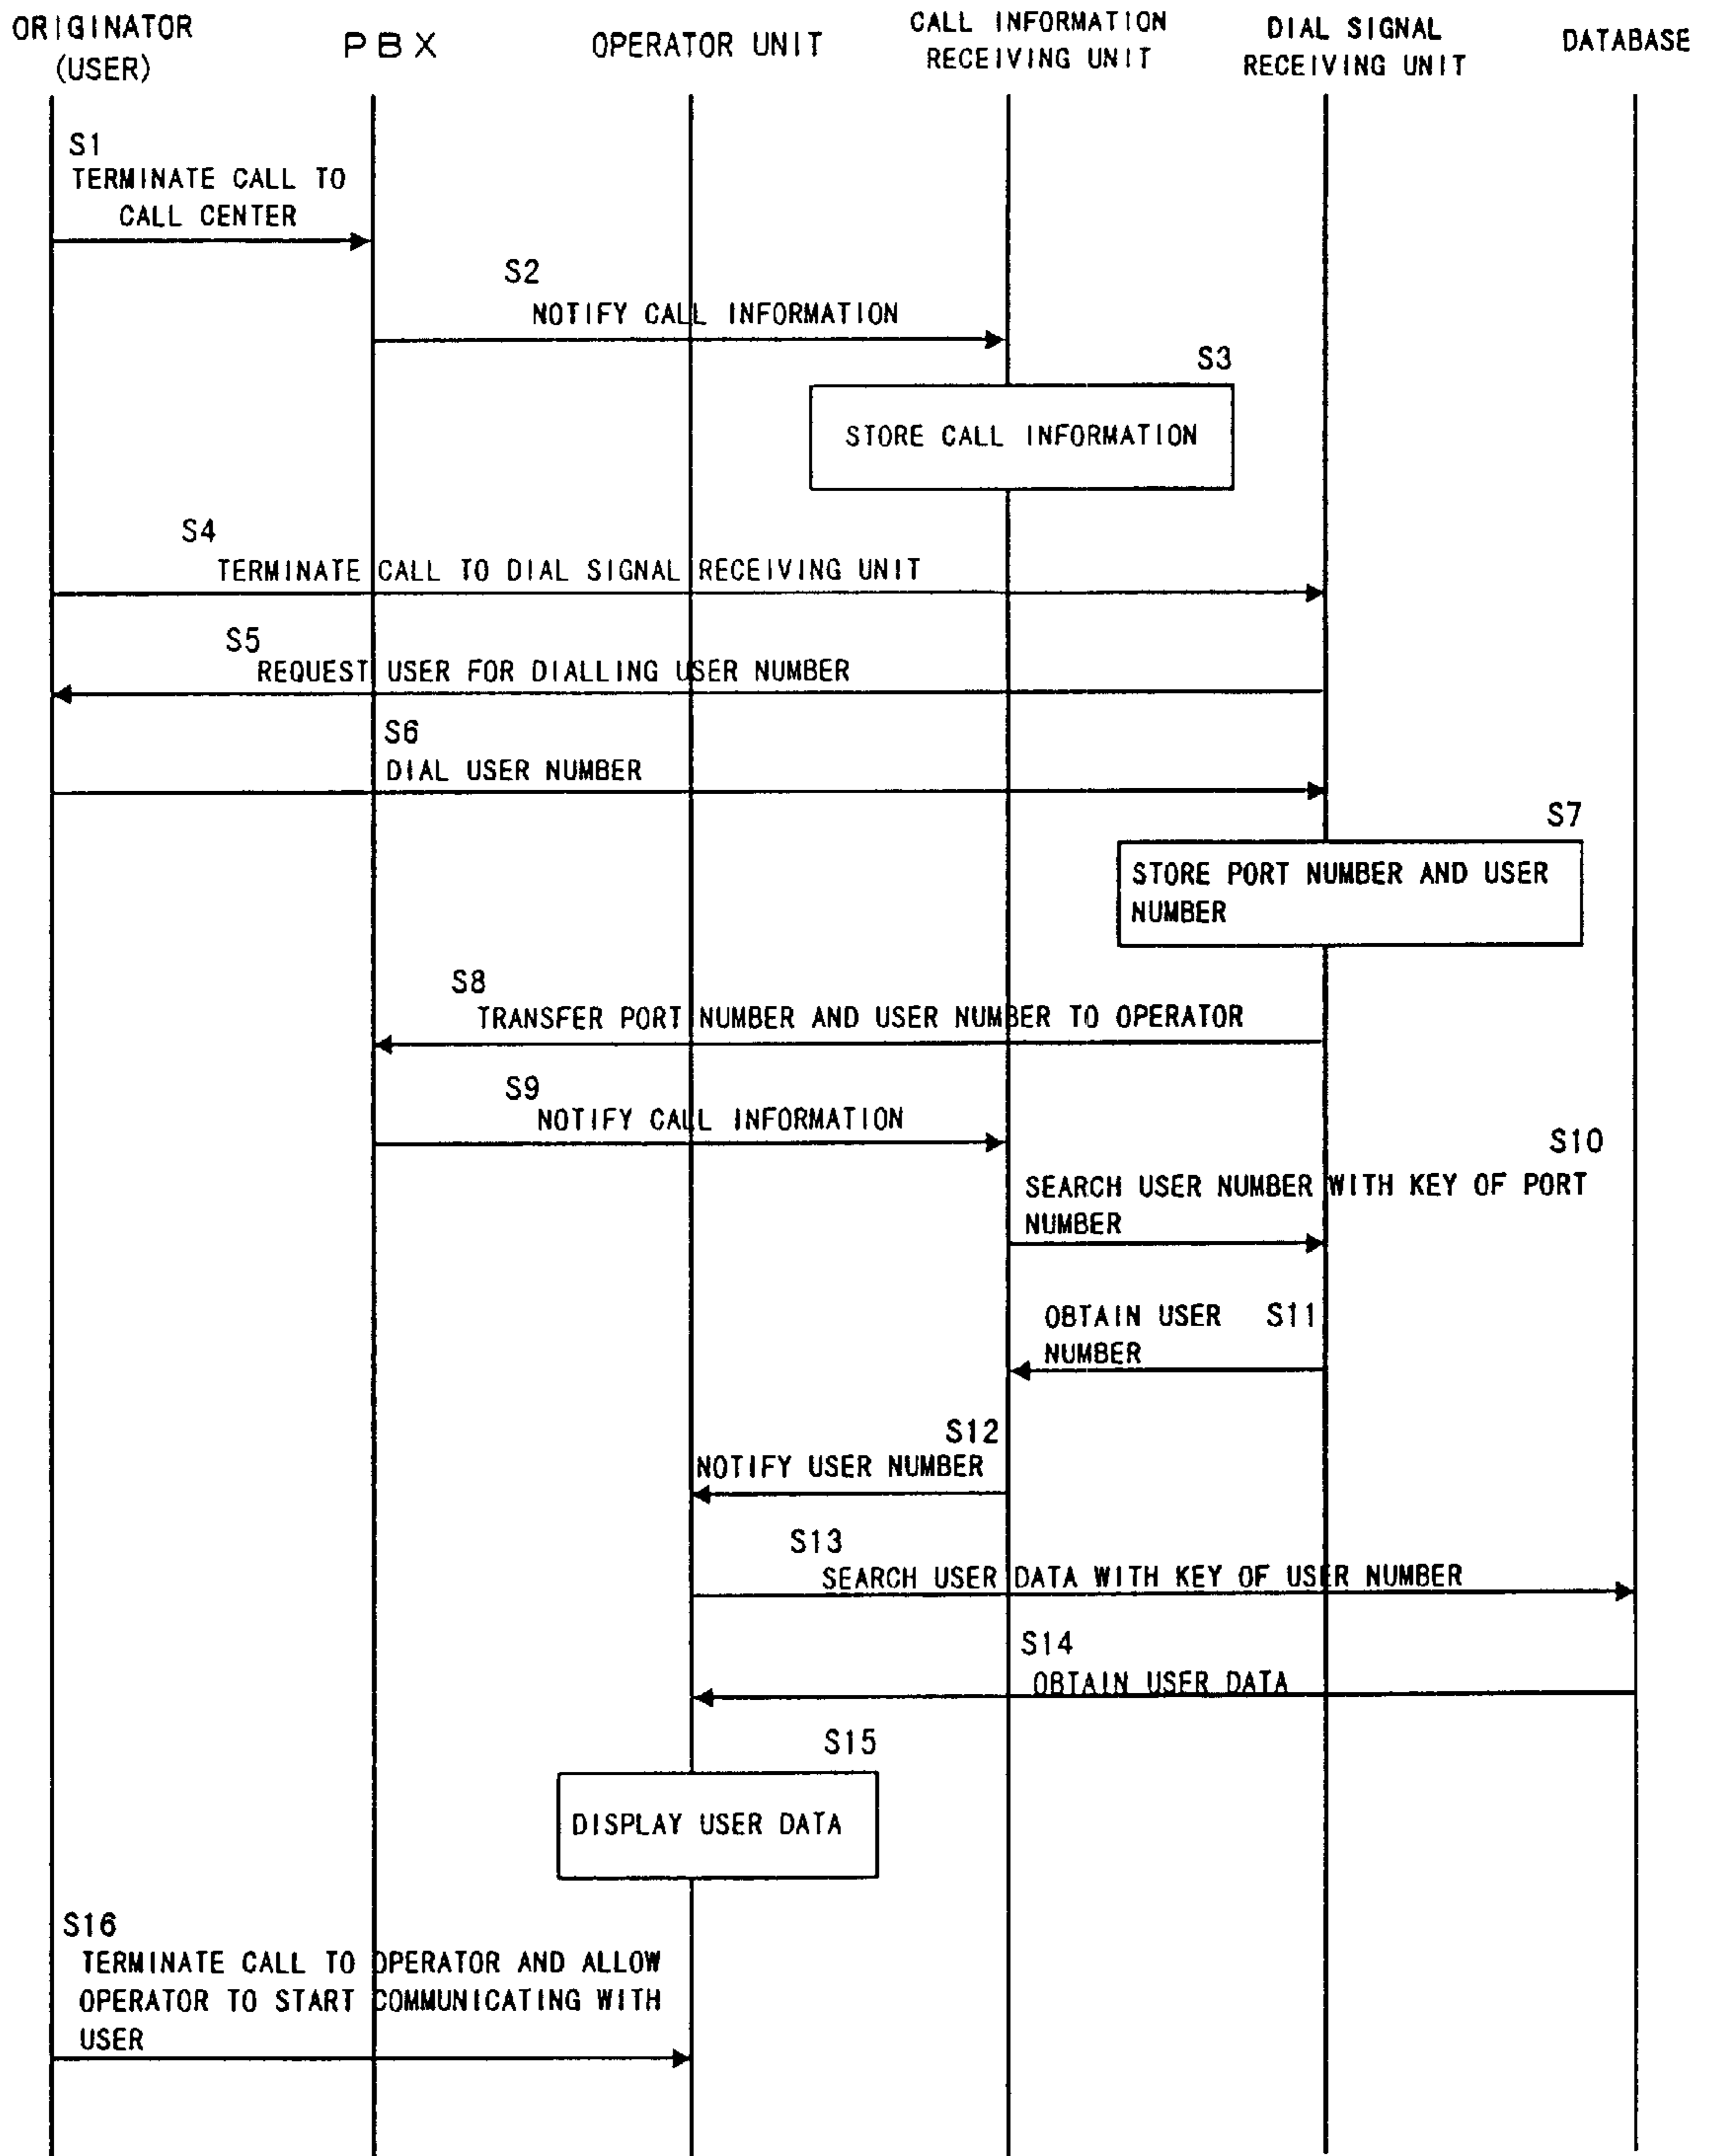 ORIGINATOR
(USER)
PBX
OPERATOR UNIT
CALL INFORMATION
RECEIVING UNIT
DIAL SIGNAL
RECEIVING UNIT
DATABASE
S1
TERMINATE CALL TO
CALL CENTER
S2
NOTIFY CALL INFORMATION
S3
STORE CALL INFORMATION
S4
TERMINATE CALL TO DIAL SIGNAL RECEIVING UNIT
S5
REQUEST USER FOR DIALLING USER NUMBER
S6
DIAL USER NUMBER
S7
STORE PORT NUMBER AND USER
NUMBER
S8
TRANSFER PORT NUMBER AND USER NUMBER TO OPERATOR
S9
NOTIFY CALL INFORMATION
S10
SEARCH USER NUMBER WITH KEY OF PORT
NUMBER
OBTAIN USER S11
NUMBER
S12
NOTIFY USER NUMBER
S13
SEARCH USER DATA WITH KEY OF USER NUMBER
S14
OBTAIN USER DATA
S15
DISPLAY USER DATA
S16
TERMINATE CALL TO OPERATOR AND ALLOW
OPERATOR TO START COMMUNICATING WITH
USER